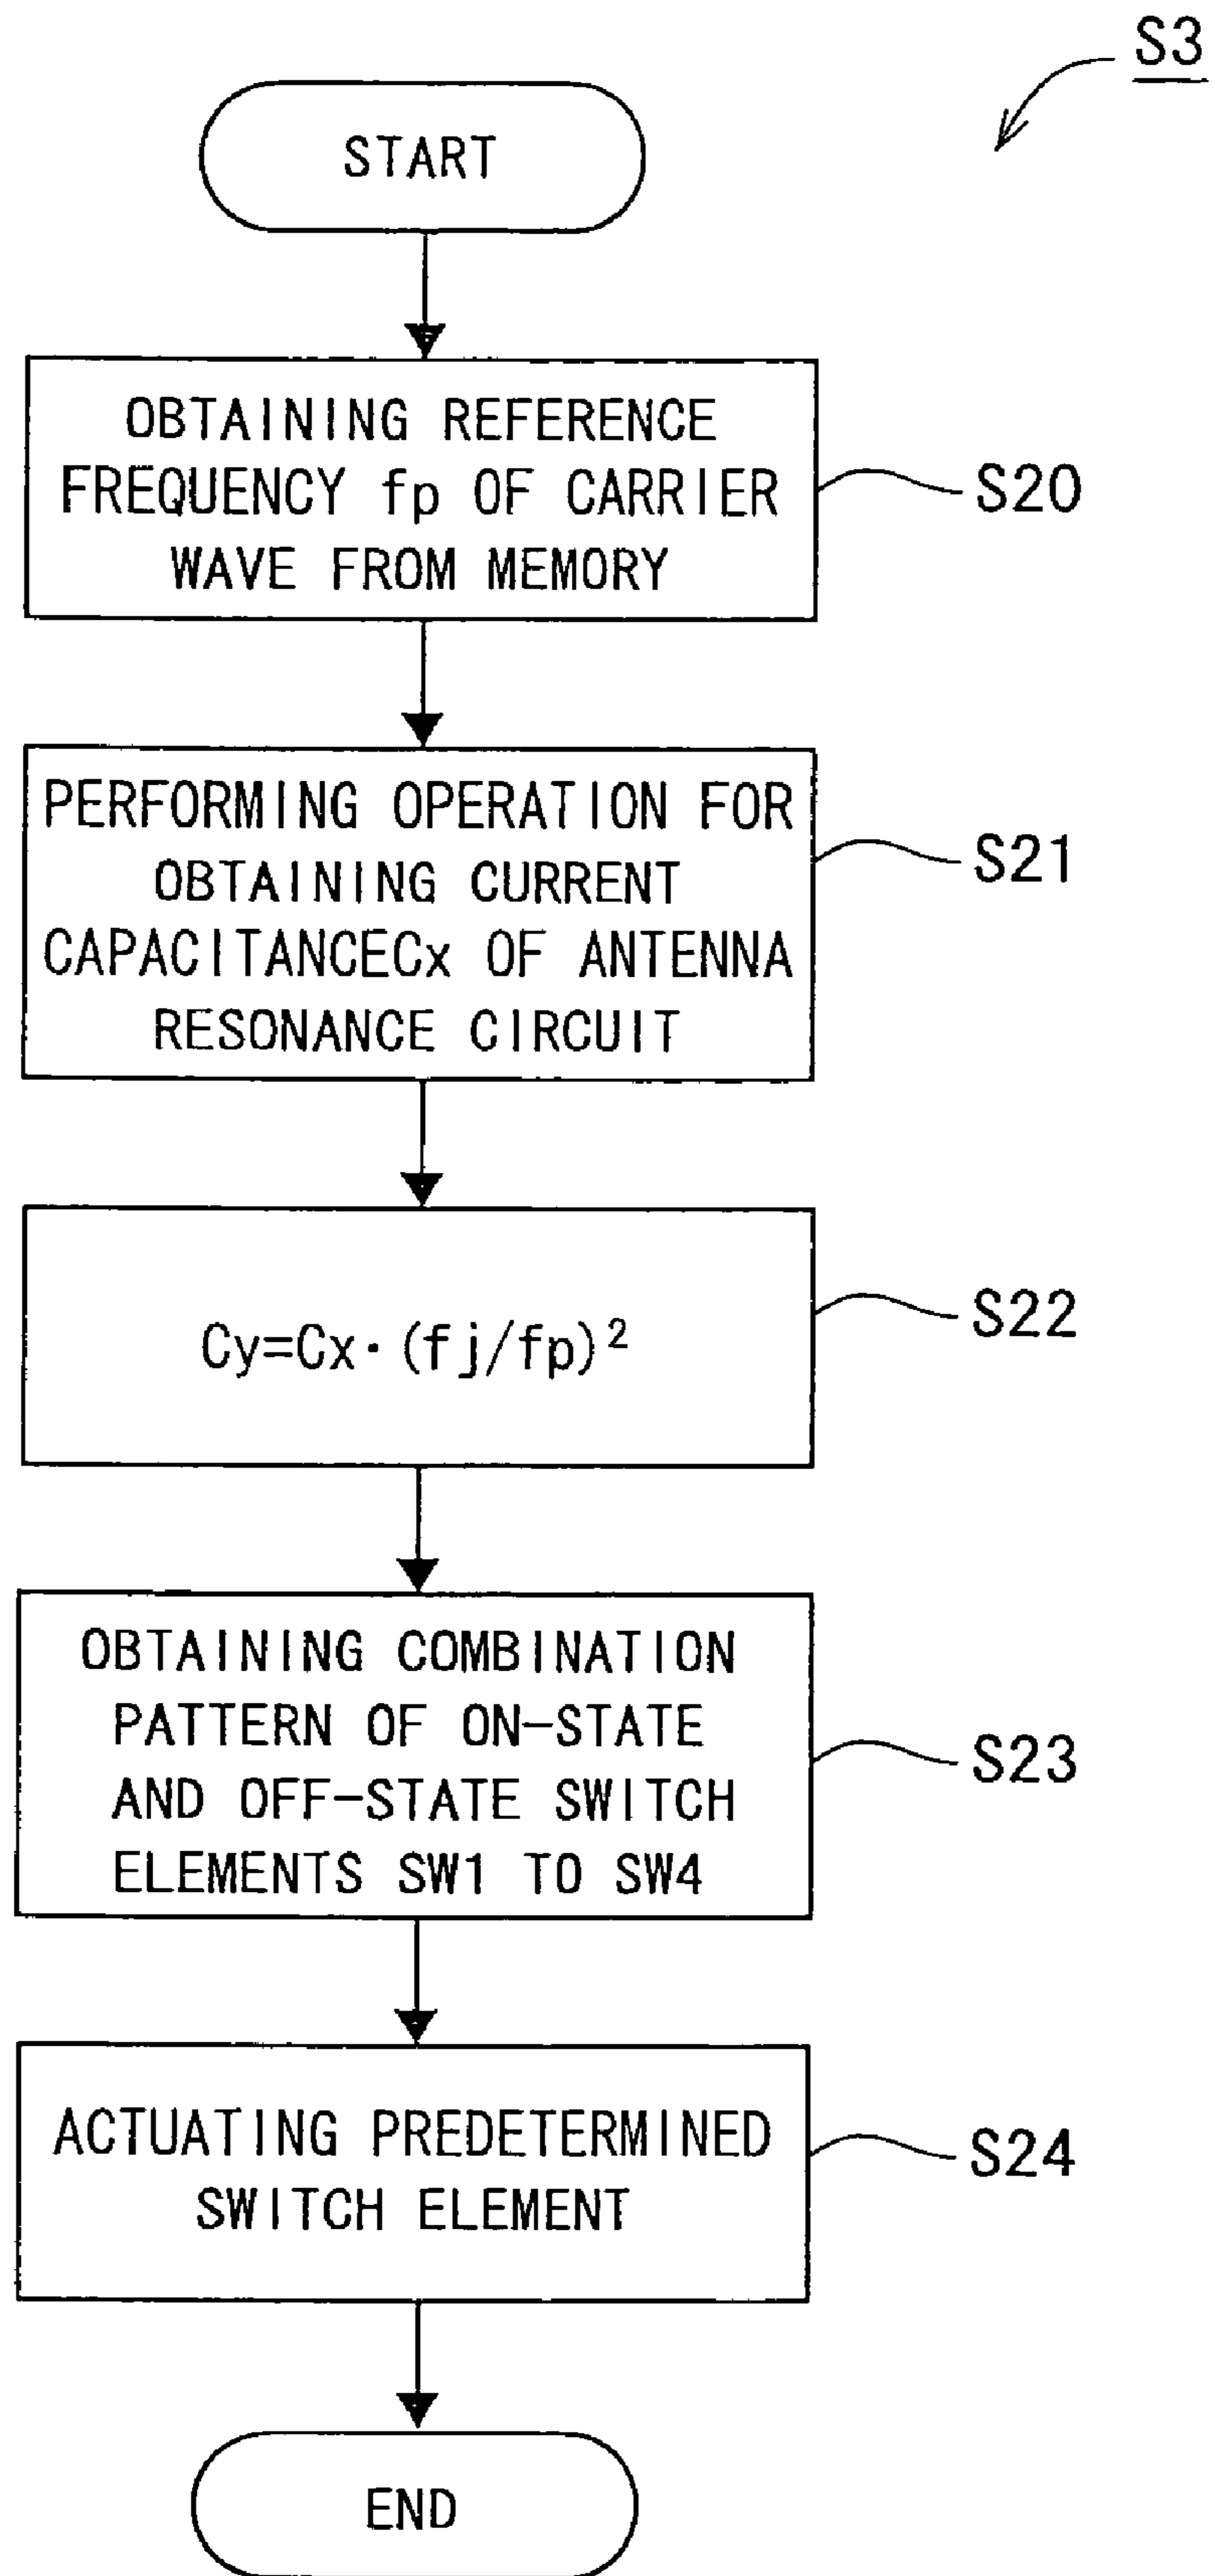 S3
START
OBTAINING REFERENCE
FREQUENCY fp OF CARRIER
WAVE FROM MEMORY
S20
PERFORMING OPERATION FOR
OBTAINING CURRENT
CAPACITANCECx OF ANTENNA
RESONANCE CIRCUIT
S21
Cy=Cx·(fj/fp)²
S22
OBTAINING COMBINATION
PATTERN OF ON-STATE
AND OFF-STATE SWITCH
ELEMENTS SW1 TO SW4
S23
ACTUATING PREDETERMINED
SWITCH ELEMENT
S24
END